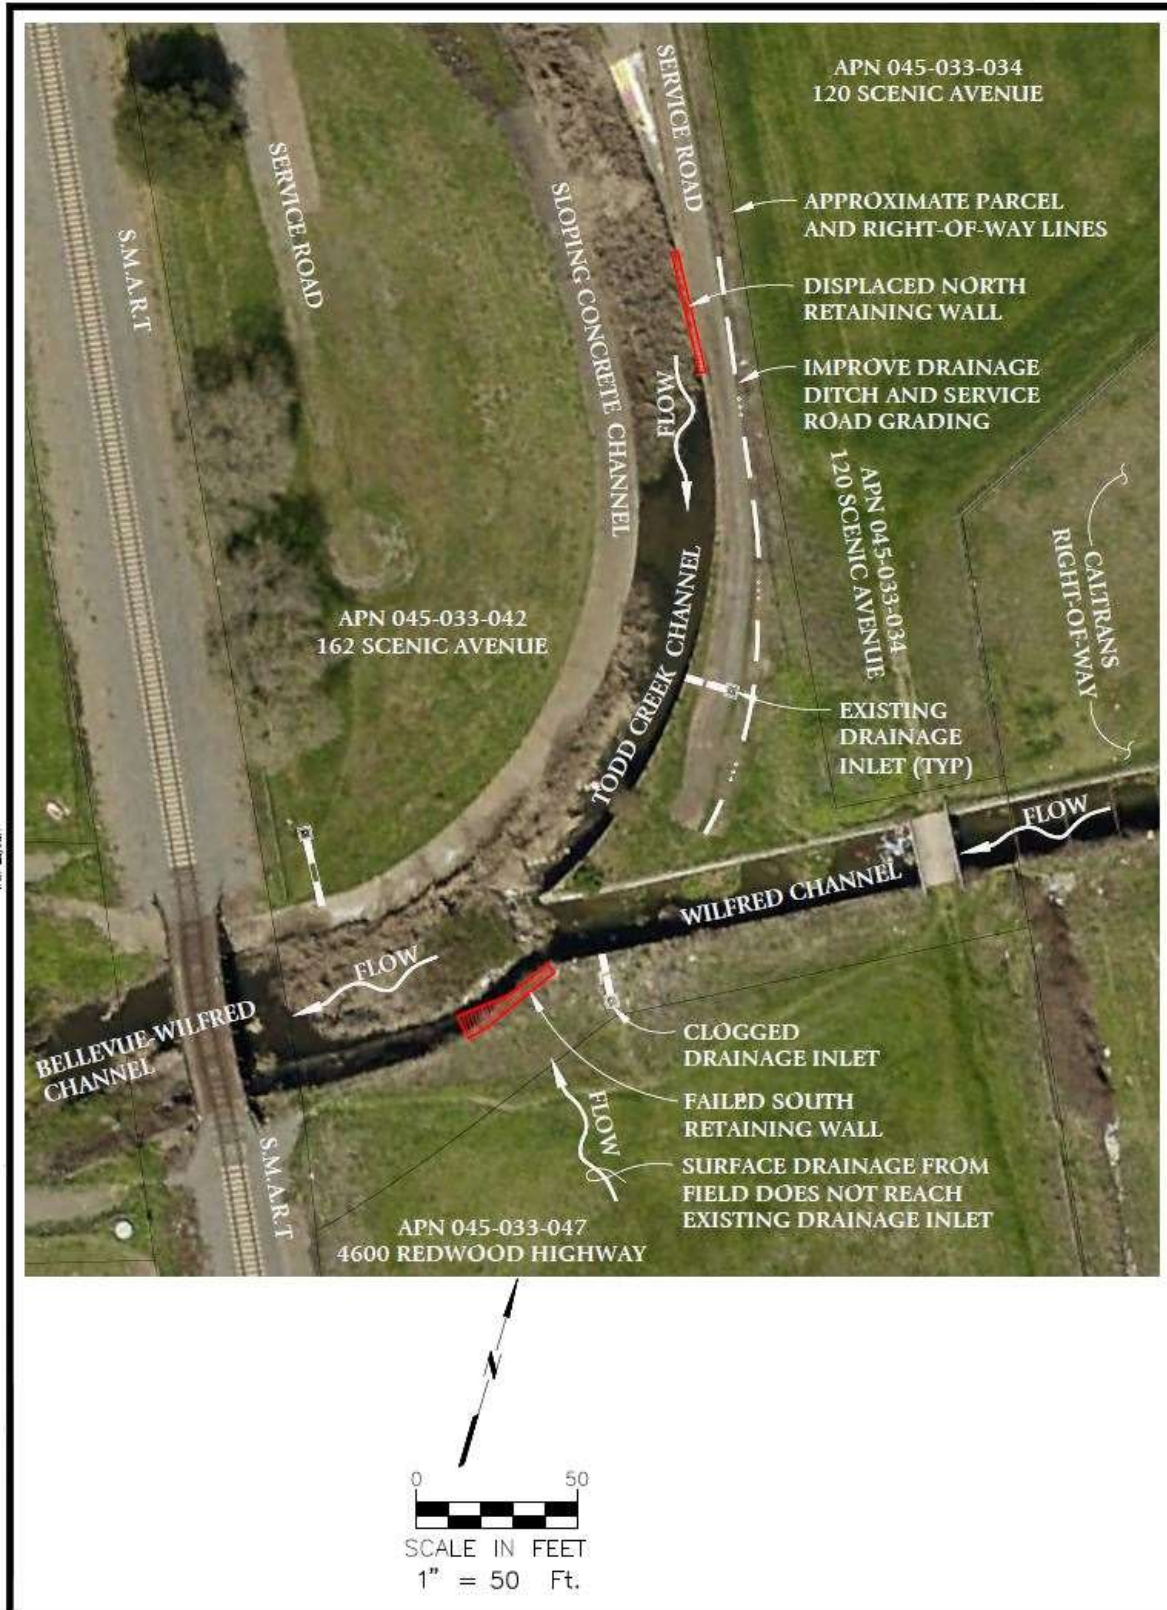 APN 045-033-034
120 SCENIC AVENUE
SERVICE ROAD
SERVICE ROAD
S.M.A.R.T
SLOPING CONCRETE CHANNEL
APPROXIMATE PARCEL
AND RIGHT-OF-WAY LINES
DISPLACED NORTH
RETAINING WALL
FLOW
IMPROVE DRAINAGE
DITCH AND SERVICE
ROAD GRADING
APN 045-033-034
120 SCENIC AVENUE
CALTRANS
RIGHT-OF-WAY
APN 045-033-042
162 SCENIC AVENUE
TODD CREEK CHANNEL
EXISTING
DRAINAGE
INLET (TYP)
FLOW
WILFRED CHANNEL
FLOW
BELLEVUE-WILFRED
CHANNEL
CLOGGED
DRAINAGE INLET
FLOW
FAILED SOUTH
RETAINING WALL
S.M.A.R.T
SURFACE DRAINAGE FROM
FIELD DOES NOT REACH
EXISTING DRAINAGE INLET
APN 045-033-047
4600 REDWOOD HIGHWAY
N
0 50
SCALE IN FEET
1" = 50 Ft.